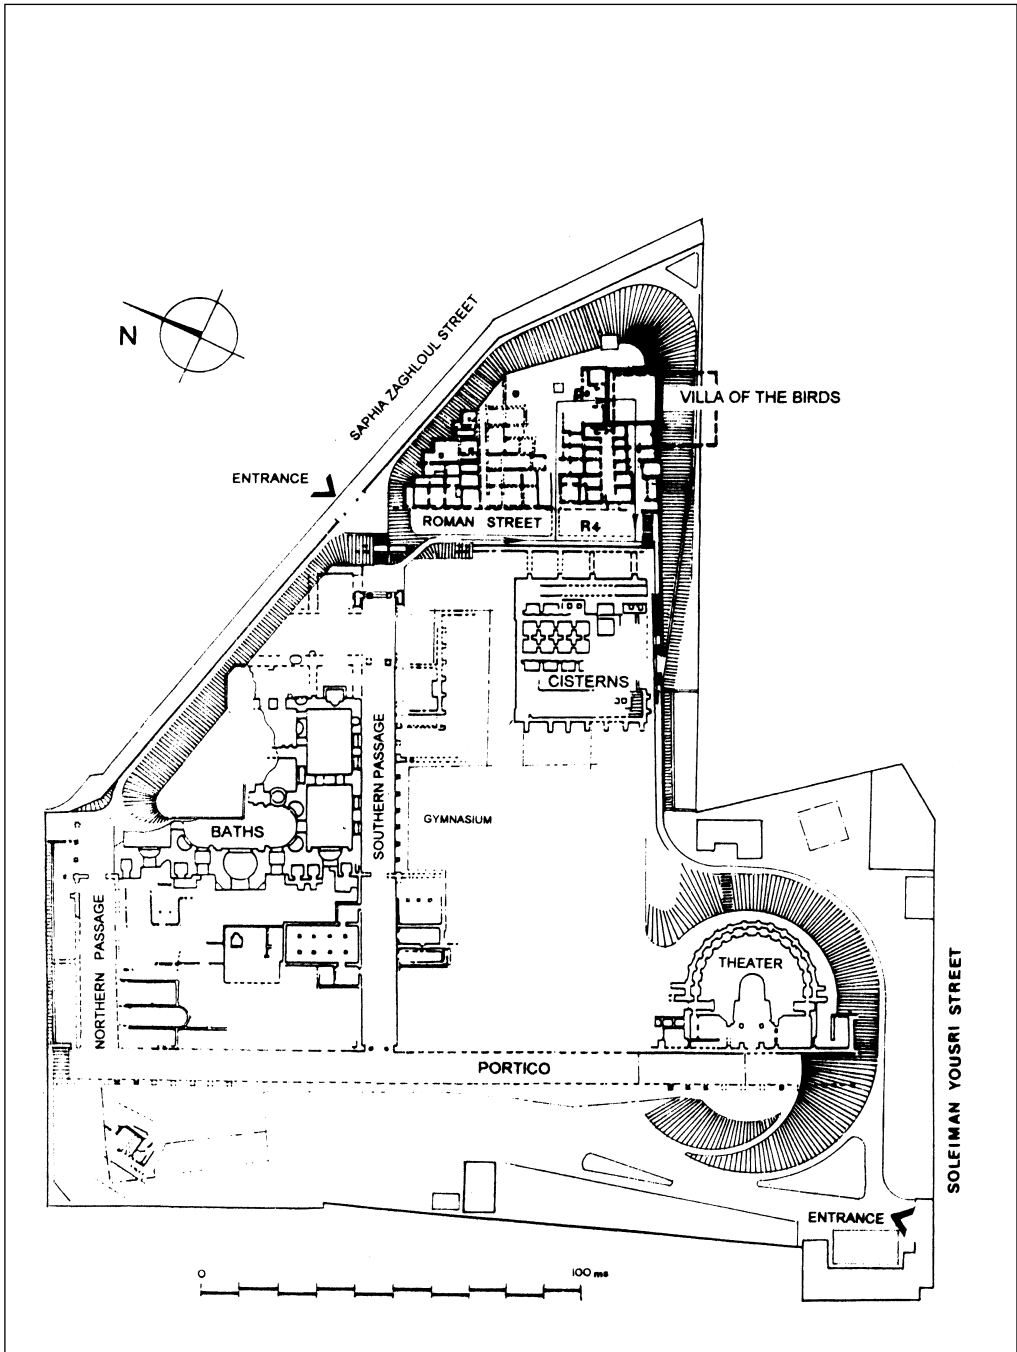 N
SAPHIA ZAGHLOUL STREET
VILLA OF THE BIRDS
ENTRANCE
ROMAN STREET
R4
CISTERNS
SOUTHERN PASSAGE
GYMNASIUM
BATHS
NORTHERN PASSAGE
THEATER
SOLEIMAN YOUSRI STREET
PORTICO
ENTRANCE
0
100 ms